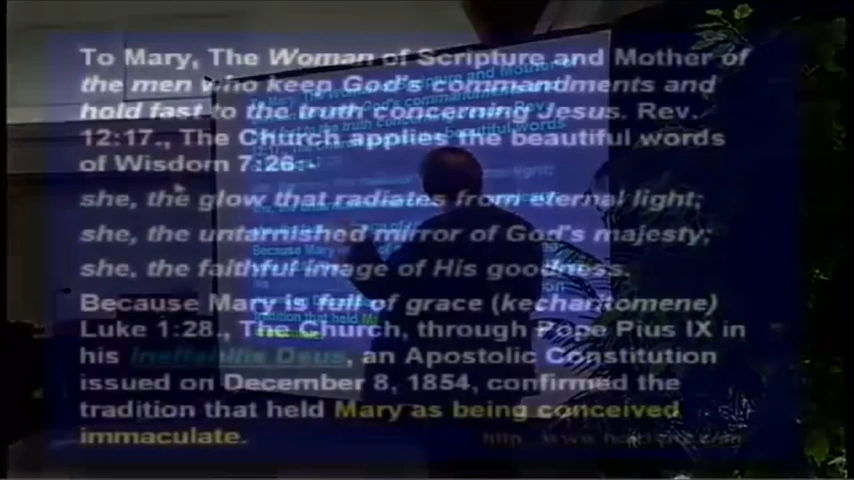 To Mary, The Woman of Scripture and Mother of
the men who keep God's commandments and
hold fast to the truth concerning Jesus. Rev.
12:17., The Church applies the beautiful words
of Wisdom 7:26:-
she, the glow that radiates from eternal light;
she, the untarnished mirror of God's majesty;
she, the faithful image of His goodness.
Because Mary is full of grace (kecharitomene)
Luke 1:28., The Church, through Pope Pius IX in
his Ineffabilis Deus, an Apostolic Constitution
issued on December 8, 1854, confirmed the
tradition that held Mary as being conceived
immaculate.